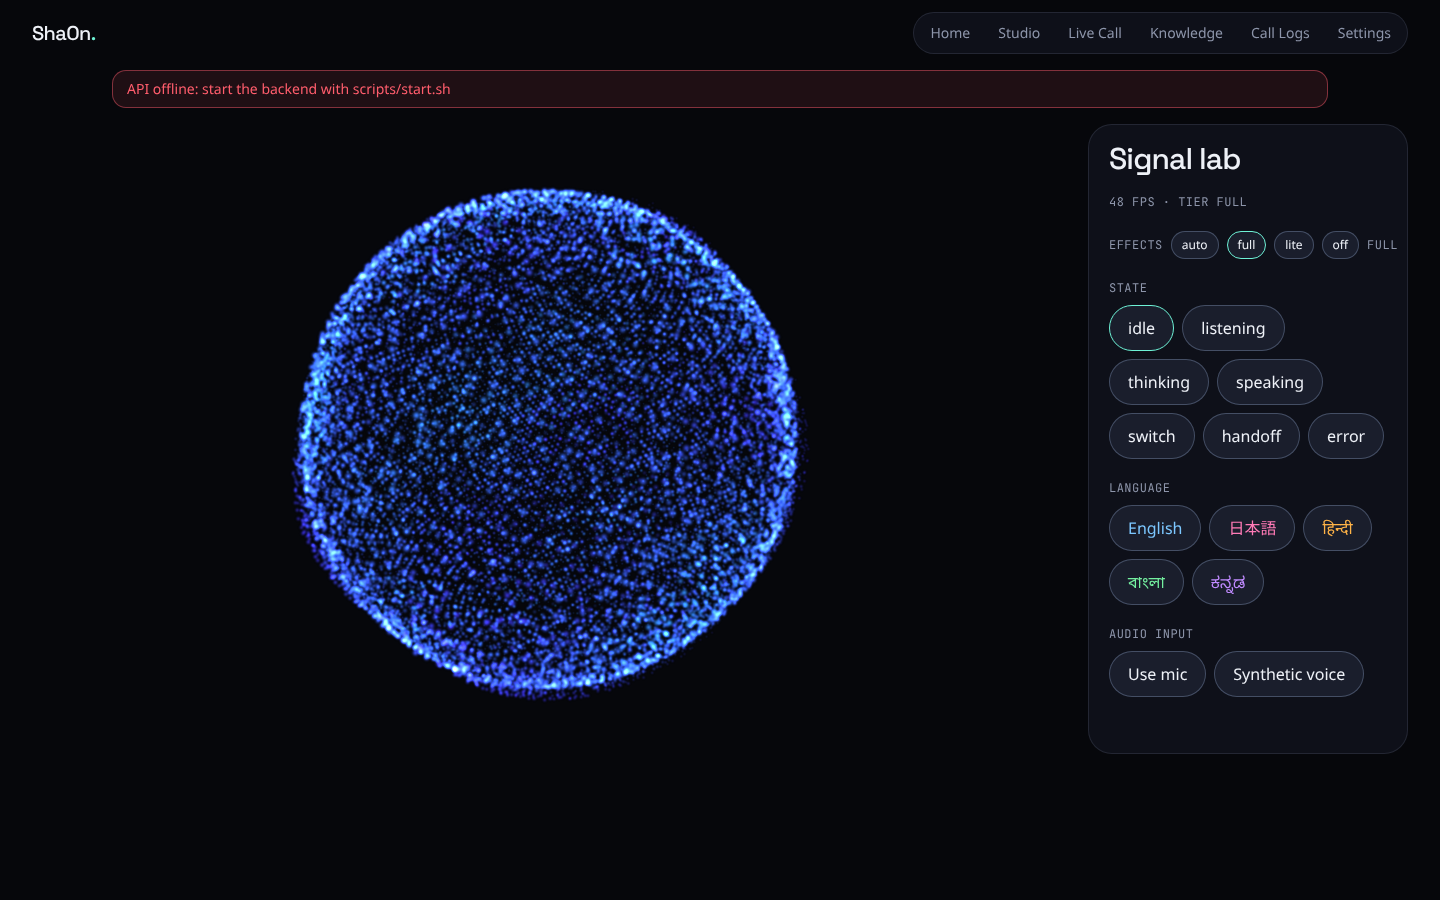 ShaOn.
Home Studio Live Call Knowledge Call Logs Settings
API offline: start the backend with scripts/start.sh
Signal lab
48 FPS · TIER FULL
EFFECTS auto full lite off FULL
STATE
idle listening
thinking speaking
switch handoff error
LANGUAGE
English 日本語 हिन्दी
বাংলা ಕನ್ನಡ
AUDIO INPUT
Use mic Synthetic voice